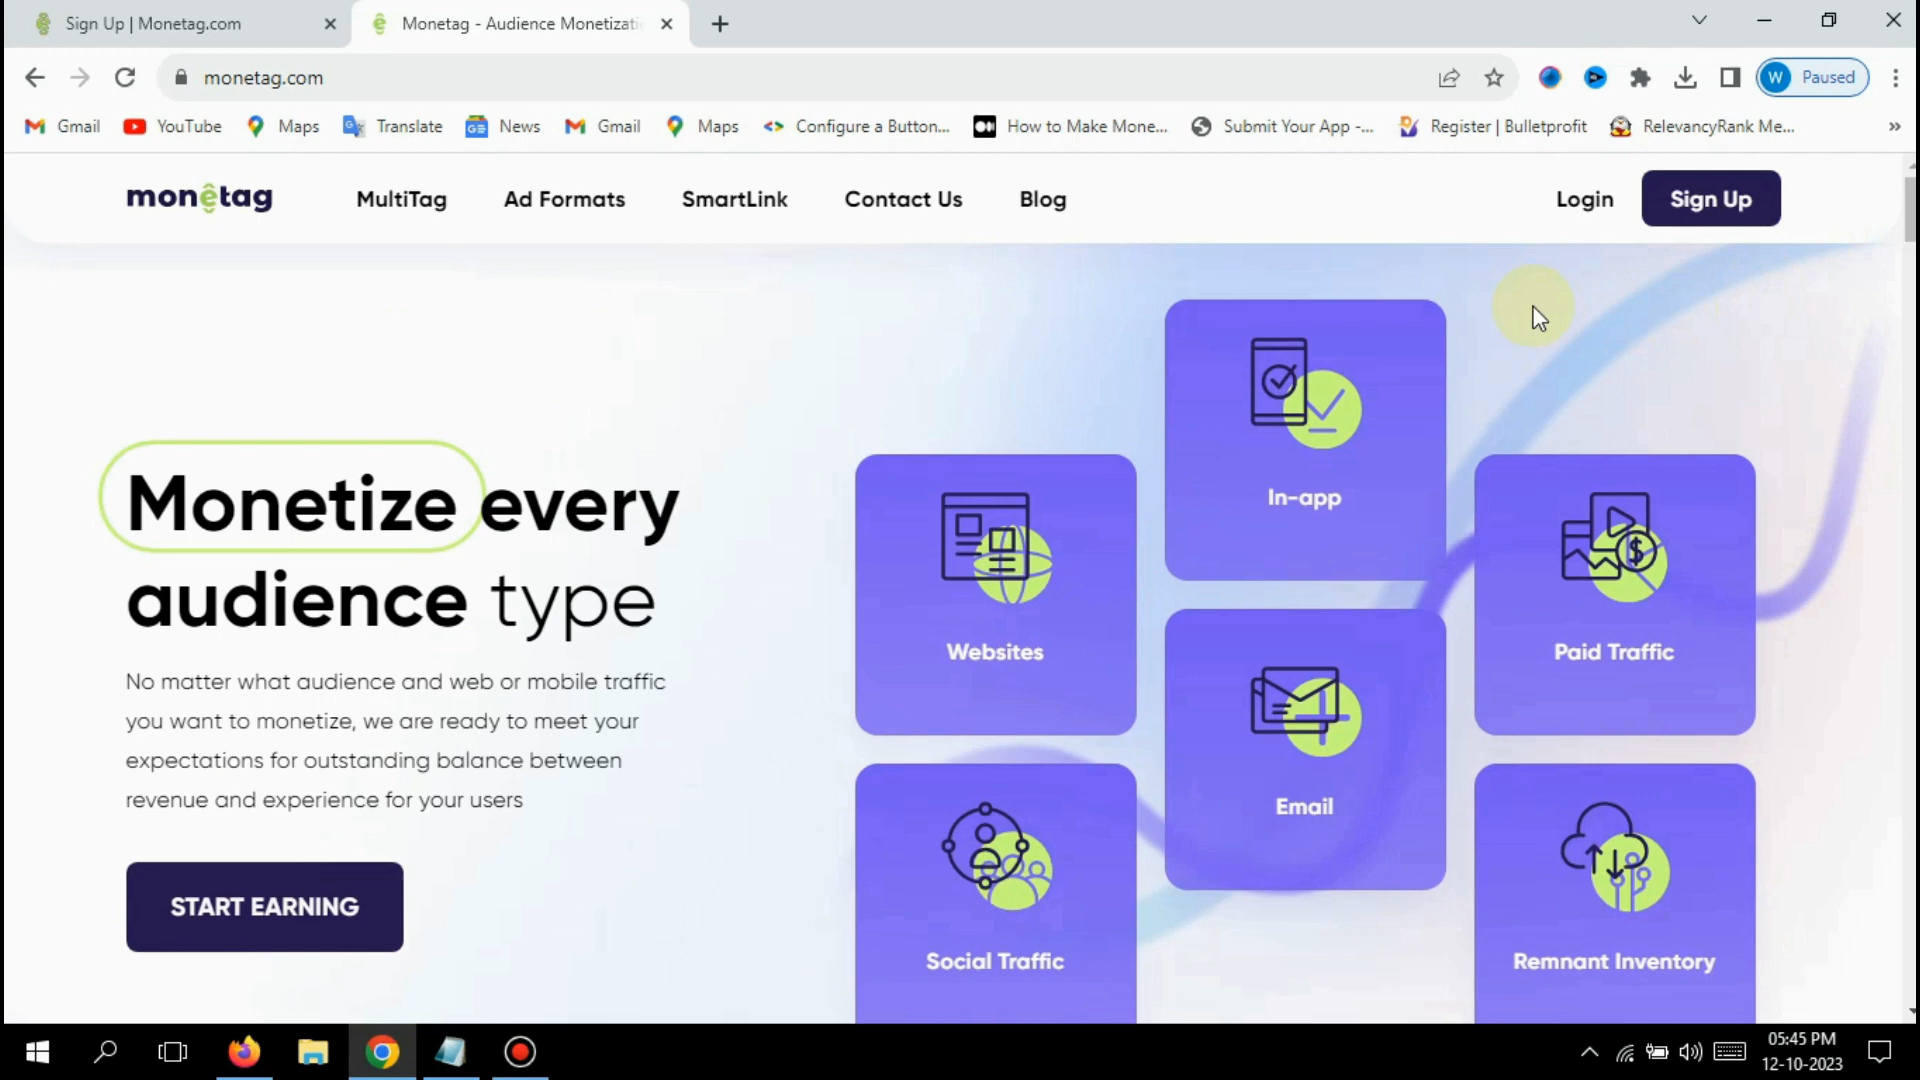 Sign Up | Monetag.com
Monetag - Audience Monetizati
monetag.com
W Paused
Gmail YouTube Maps Translate News Gmail Maps Configure a Button... How to Make Mone... Submit Your App -... Register | Bulletprofit RelevancyRank Me... »
monetag MultiTag Ad Formats SmartLink Contact Us Blog Login Sign Up
Monetize every
audience type
No matter what audience and web or mobile traffic
you want to monetize, we are ready to meet your
expectations for outstanding balance between
revenue and experience for your users
START EARNING
In-app
Websites
Paid Traffic
Email
Social Traffic
Remnant Inventory
05:45 PM
12-10-2023